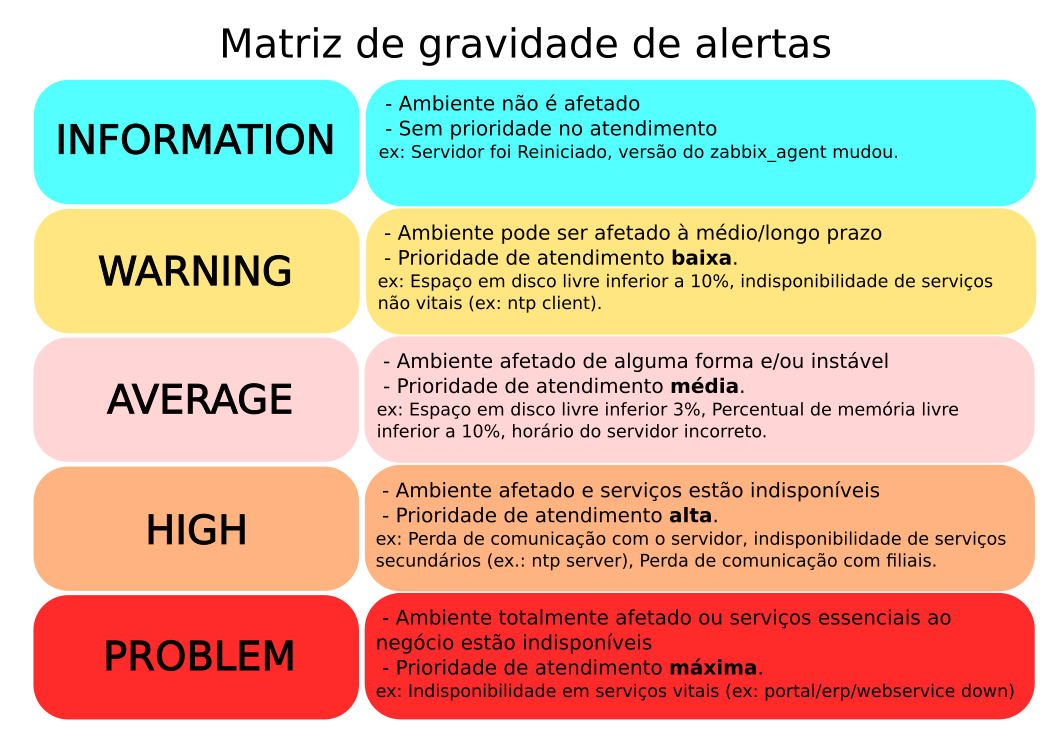 Matriz de gravidade de alertas
INFORMATION
- Ambiente não é afetado
- Sem prioridade no atendimento
ex: Servidor foi Reiniciado, versão do zabbix_agent mudou.
WARNING
- Ambiente pode ser afetado à médio/longo prazo
- Prioridade de atendimento baixa.
ex: Espaço em disco livre inferior a 10%, indisponibilidade de serviços
não vitais (ex: ntp client).
AVERAGE
- Ambiente afetado de alguma forma e/ou instável
- Prioridade de atendimento média.
ex: Espaço em disco livre inferior 3%, Percentual de memória livre
inferior a 10%, horário do servidor incorreto.
HIGH
- Ambiente afetado e serviços estão indisponíveis
- Prioridade de atendimento alta.
ex: Perda de comunicação com o servidor, indisponibilidade de serviços
secundários (ex.: ntp server), Perda de comunicação com filiais.
PROBLEM
- Ambiente totalmente afetado ou serviços essenciais ao
negócio estão indisponíveis
- Prioridade de atendimento máxima.
ex: Indisponibilidade em serviços vitais (ex: portal/erp/webservice down)